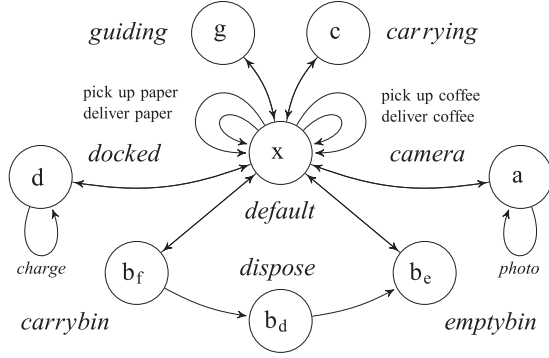 guiding g c carrying
pick up paper
deliver paper
pick up coffee
deliver coffee
docked x camera
d a
default
charge photo
b_f dispose b_e
carrybin b_d emptybin